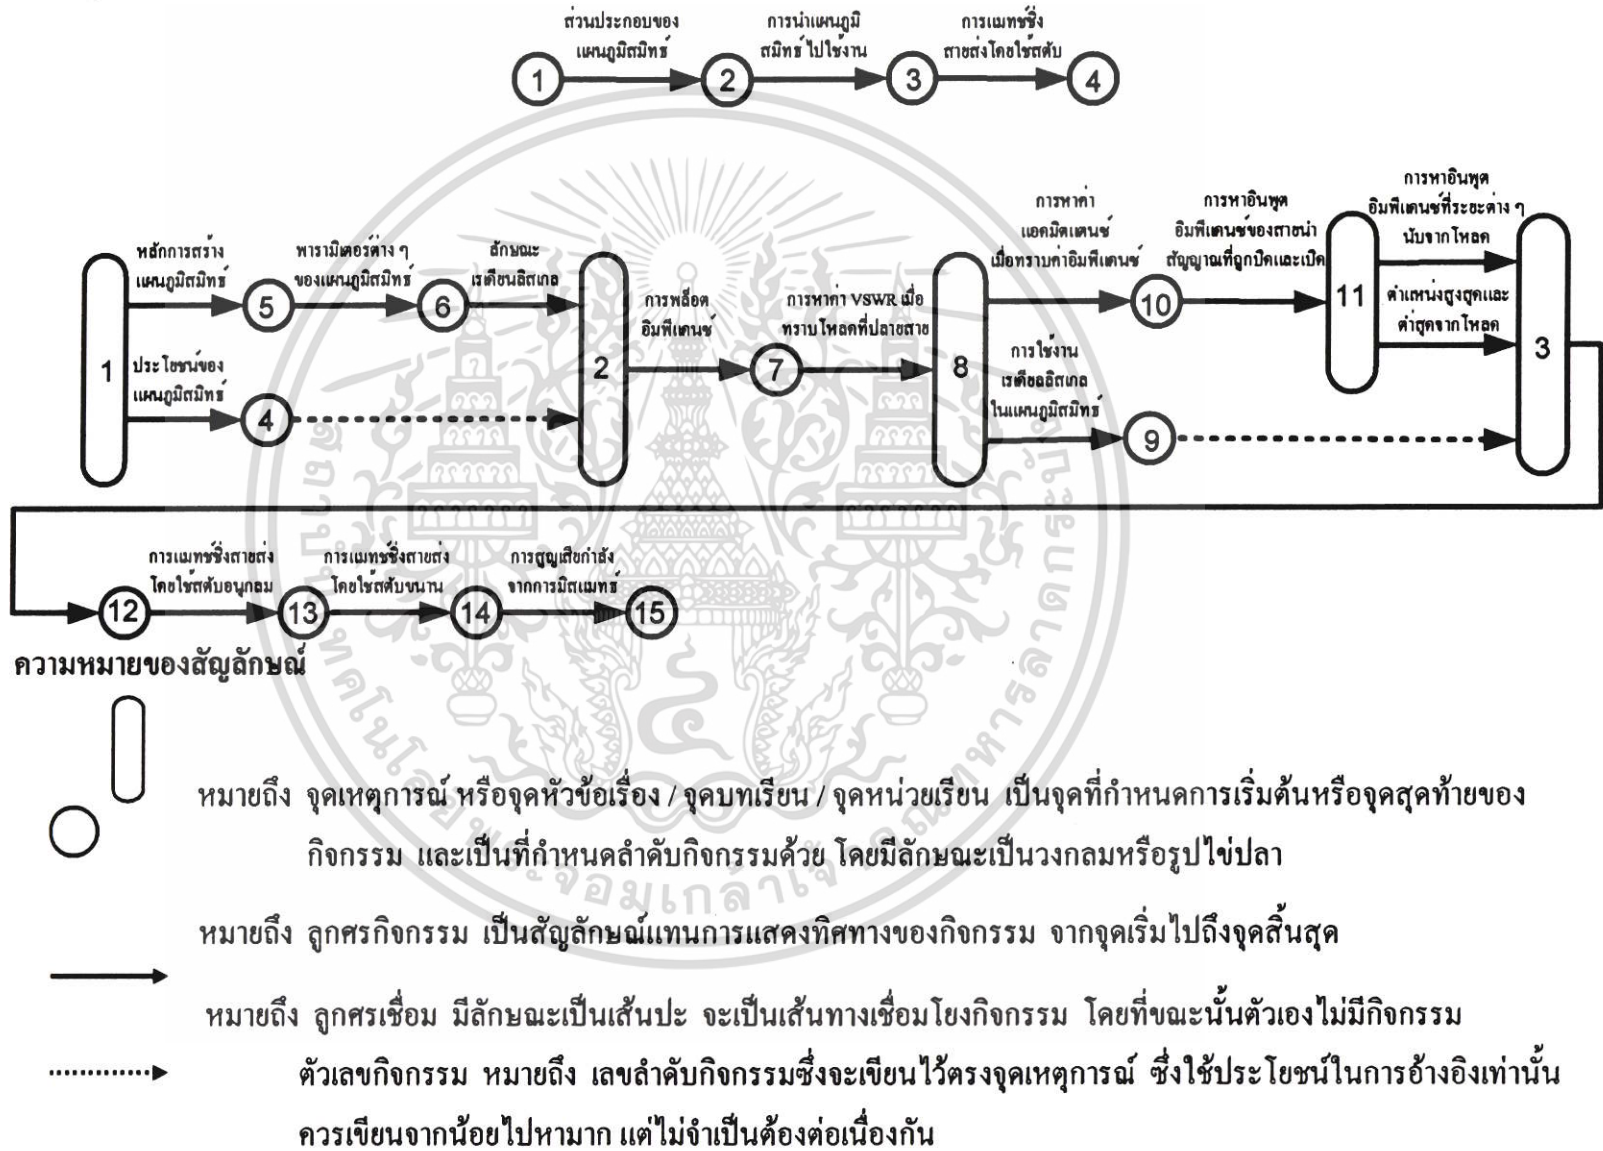 ส่วนประกอบของ
แผนภูมิสมิทธ์
การนำแผนภูมิ
สมิทธ์ ไปใช้งาน
การแมทช์ชิ่ง
สายส่งโดยใช้สตับ
1
2
3
4
หลักการสร้าง
แผนภูมิสมิทธ์
พารามิเตอร์ต่าง ๆ
ของแผนภูมิสมิทธ์
ลักษณะ
เรเดียนลิสเกล
1
5
6
ประโยชน์ของ
แผนภูมิสมิทธ์
4
2
การพล็อต
อิมพีแดนซ์
7
การหาค่า VSWR เมื่อ
ทราบโหลดที่ปลายสาย
8
การหาค่า
แอดมิตแตนซ์
เมื่อทราบค่าอิมพีแดนซ์
10
การหาอินพุต
อิมพีแดนซ์ของสายนำ
สัญญาณที่ถูกปิดและเปิด
11
การหาอินพุต
อิมพีแดนซ์ที่ระยะต่าง ๆ
นับจากโหลด
ตำแหน่งสูงสุดและ
ต่ำสุดจากโหลด
3
การใช้งาน
เรเดียลลิสเกล
ในแผนภูมิสมิทธ์
9
12
การแมทช์ชิ่งสายส่ง
โดยใช้สตับอนุกลม
13
การแมทช์ชิ่งสายส่ง
โดยใช้สตับขนาน
14
การสูญเสียกำลัง
จากการมิสแมทธ์
15
ความหมายของสัญลักษณ์
หมายถึง จุดเหตุการณ์ หรือจุดหัวข้อเรื่อง / จุดบทเรียน / จุดหน่วยเรียน เป็นจุดที่กำหนดการเริ่มต้นหรือจุดสุดท้ายของ
กิจกรรม และเป็นที่กำหนดลำดับกิจกรรมด้วย โดยมีลักษณะเป็นวงกลมหรือรูปไข่ปลา
หมายถึง ลูกศรกิจกรรม เป็นสัญลักษณ์แทนการแสดงทิศทางของกิจกรรม จากจุดเริ่มไปถึงจุดสิ้นสุด
หมายถึง ลูกศรเชื่อม มีลักษณะเป็นเส้นปะ จะเป็นเส้นทางเชื่อมโยงกิจกรรม โดยที่ขณะนั้นตัวเองไม่มีกิจกรรม
ตัวเลขกิจกรรม หมายถึง เลขลำดับกิจกรรมซึ่งจะเขียนไว้ตรงจุดเหตุการณ์ ซึ่งใช้ประโยชน์ในการอ้างอิงเท่านั้น
ควรเขียนจากน้อยไปหามาก แต่ไม่จำเป็นต้องต่อเนื่องกัน